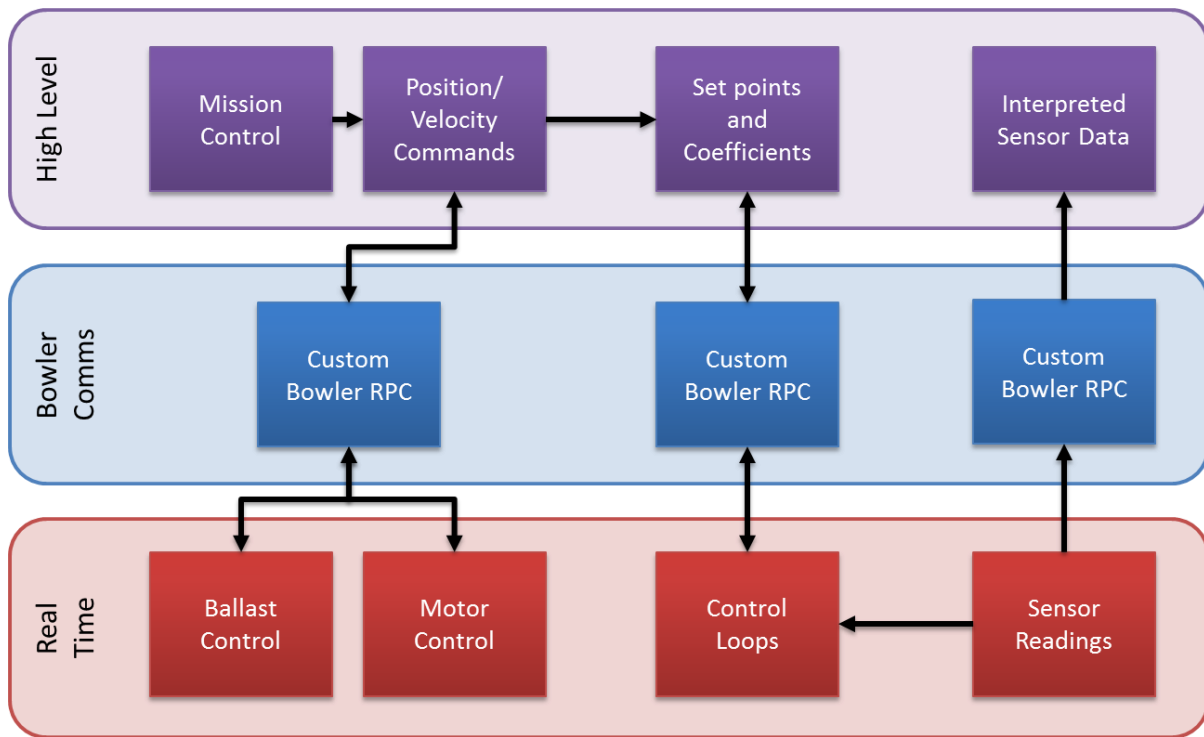 High Level
Mission
Control
Position/
Velocity
Commands
Set points
and
Coefficients
Interpreted
Sensor Data
Bowler
Comms
Custom
Bowler RPC
Custom
Bowler RPC
Custom
Bowler RPC
Real
Time
Ballast
Control
Motor
Control
Control
Loops
Sensor
Readings